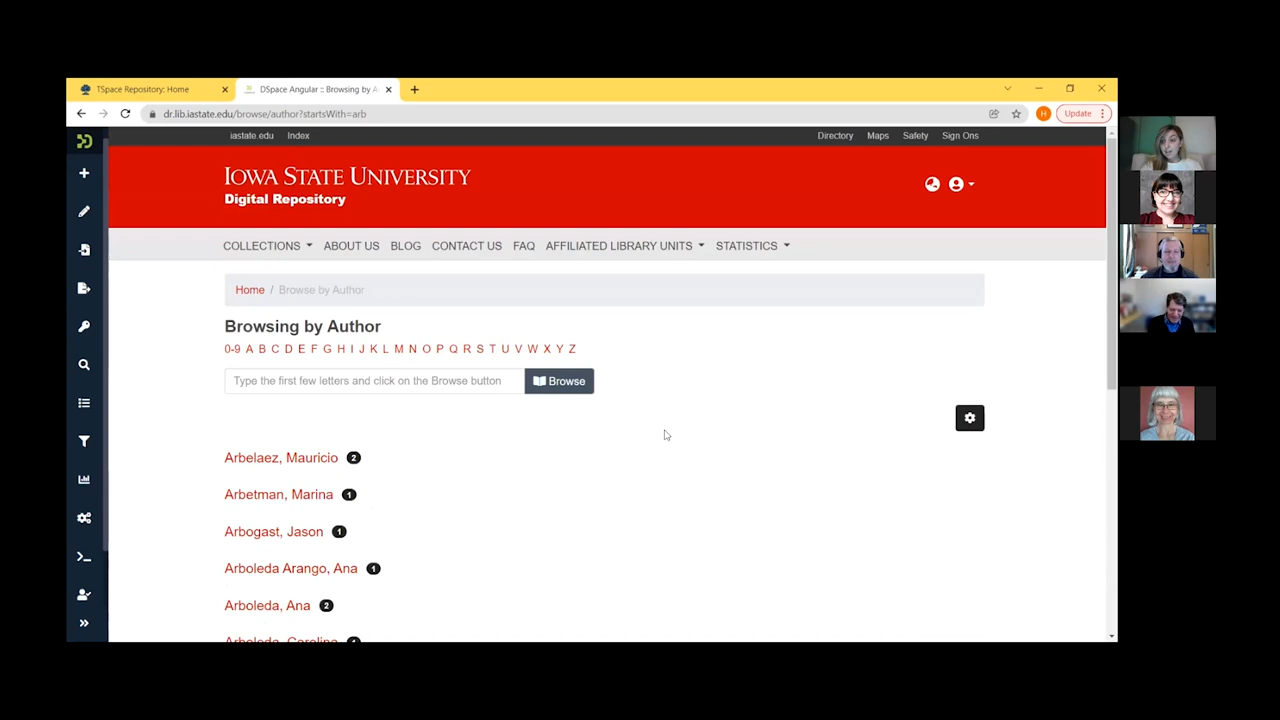 TSpace Repository: Home
DSpace Angular :: Browsing by A
dr.lib.iastate.edu/browse/author?startsWith=arb
H
Update
iastate.edu Index Directory Maps Safety Sign Ons
IOWA STATE UNIVERSITY
Digital Repository
COLLECTIONS ABOUT US BLOG CONTACT US FAQ AFFILIATED LIBRARY UNITS STATISTICS
Home / Browse by Author
Browsing by Author
0-9 A B C D E F G H I J K L M N O P Q R S T U V W X Y Z
Type the first few letters and click on the Browse button Browse
Arbelaez, Mauricio 2
Arbetman, Marina 1
Arbogast, Jason 1
Arboleda Arango, Ana 1
Arboleda, Ana 2
Arboleda, Carolina